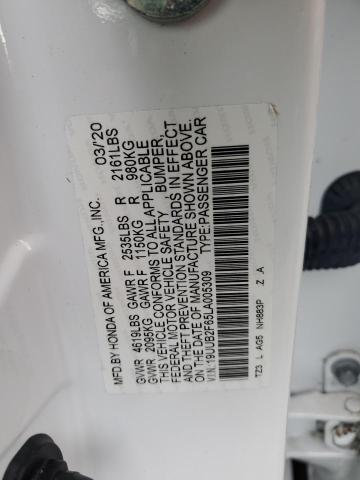 MFD.BY HONDA OF AMERICA MFG.,INC. 03/'20
GVWR 4619LBS GAWR F 2535LBS R 2161LBS
GVWR 2095KG GAWR F 1150KG R 980KG
THIS VEHICLE CONFORMS TO ALL APPLICABLE
FEDERAL MOTOR VEHICLE SAFETY, BUMPER,
AND THEFT PREVENTION STANDARDS IN EFFECT
ON THE DATE OF MANUFACTURE SHOWN ABOVE.
V.I.N.:19UUB2F65LA005309 TYPE:PASSENGER CAR
TZ3 L AG5 NH883P Z A